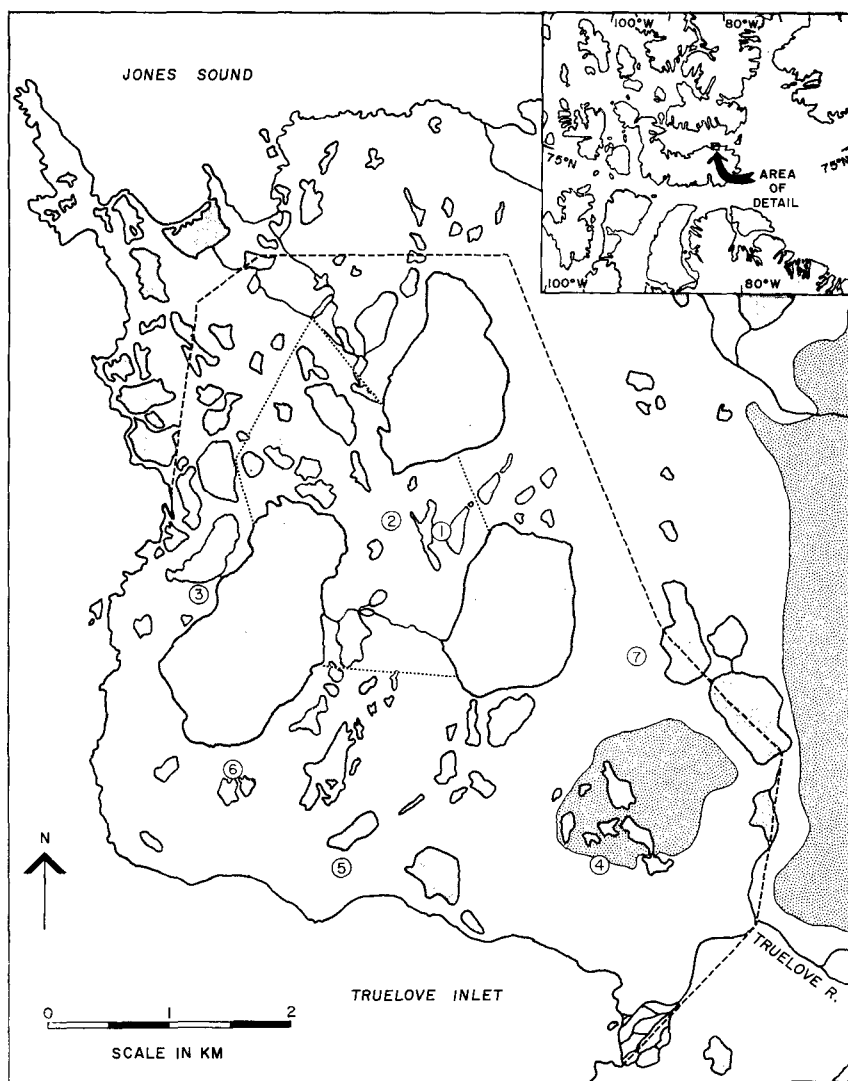 JONES SOUND
100°W
80°W
75°N
75°N
AREA
OF
DETAIL
100°W
80°W
2
1
3
7
6
5
4
N
TRUELOVE R.
TRUELOVE INLET
0 1 2
SCALE IN KM